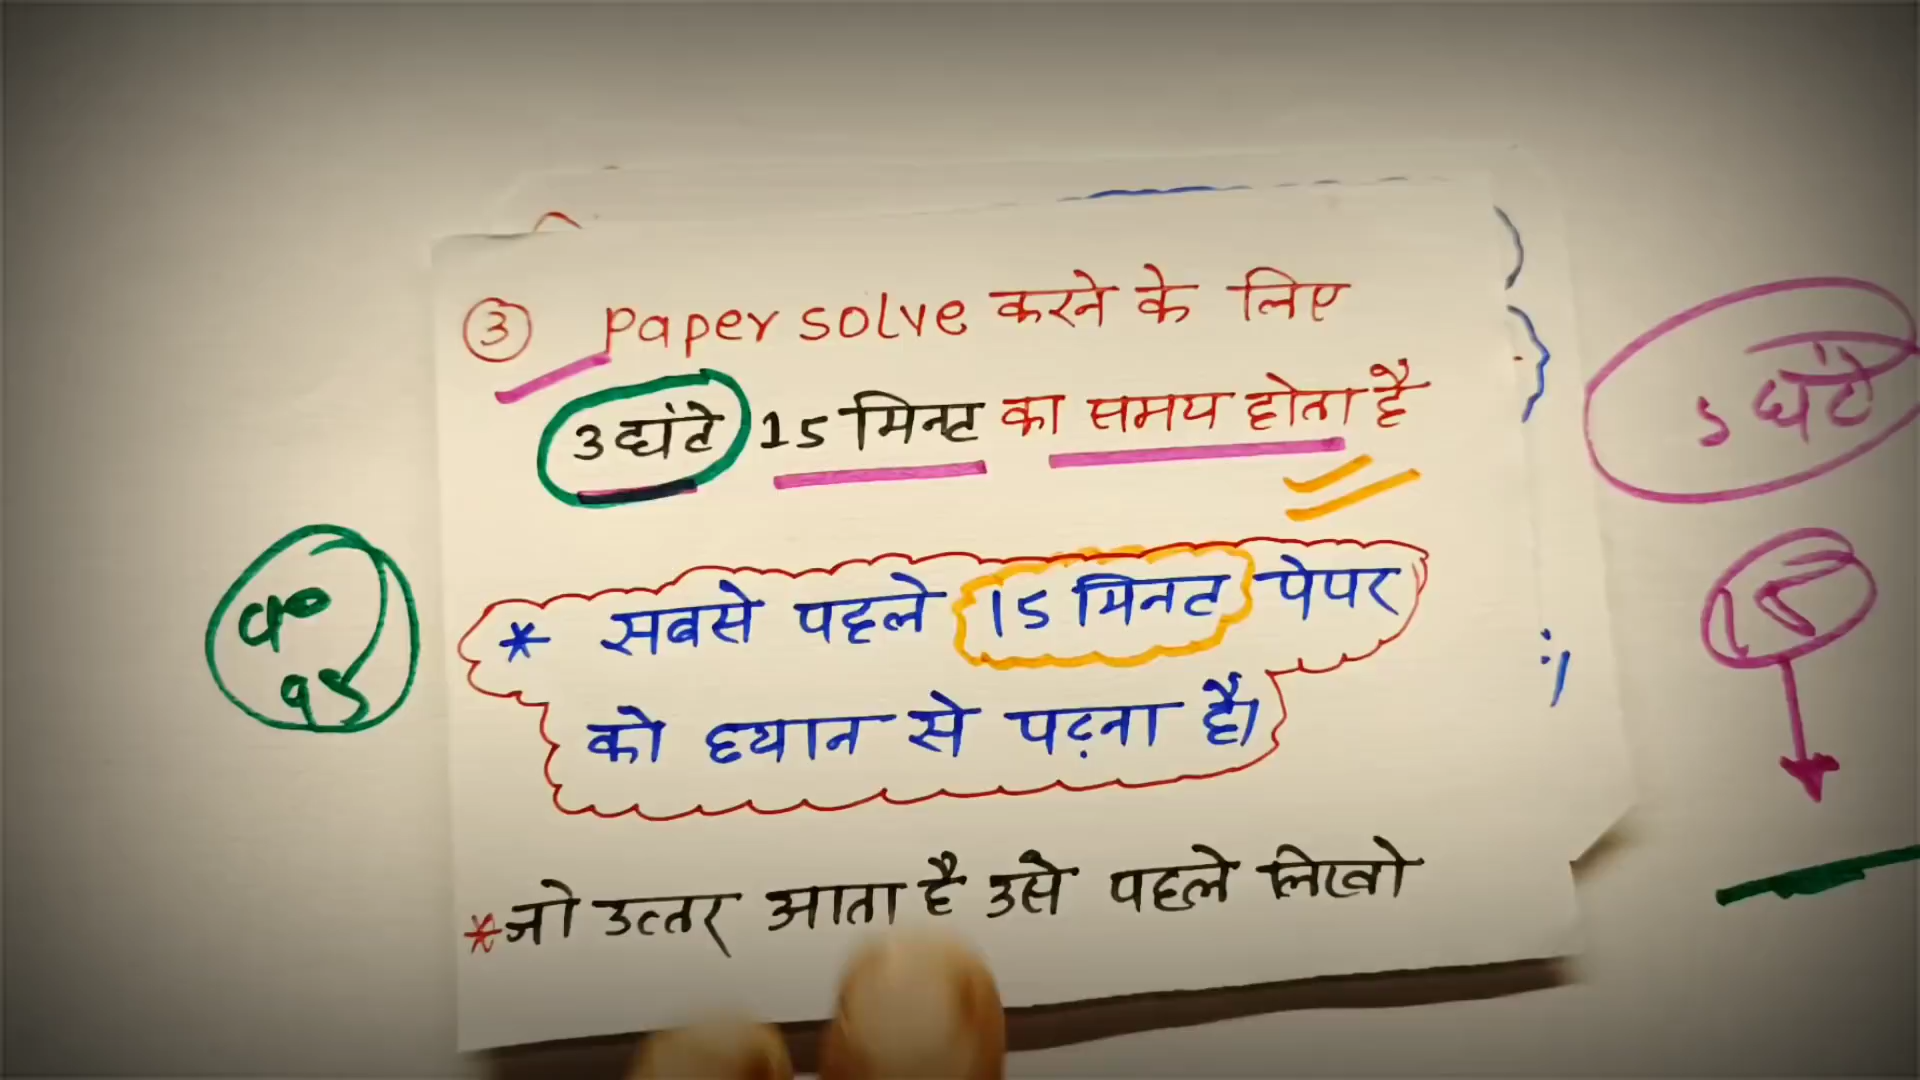 ③ Paper solve करने के लिए
3 घंटे 15 मिनट का समय होता है
* सबसे पहले 15 मिनट पेपर
को ध्यान से पढ़ना है।
*जो उत्तर आता है उसे पहले लिखो
घंटे